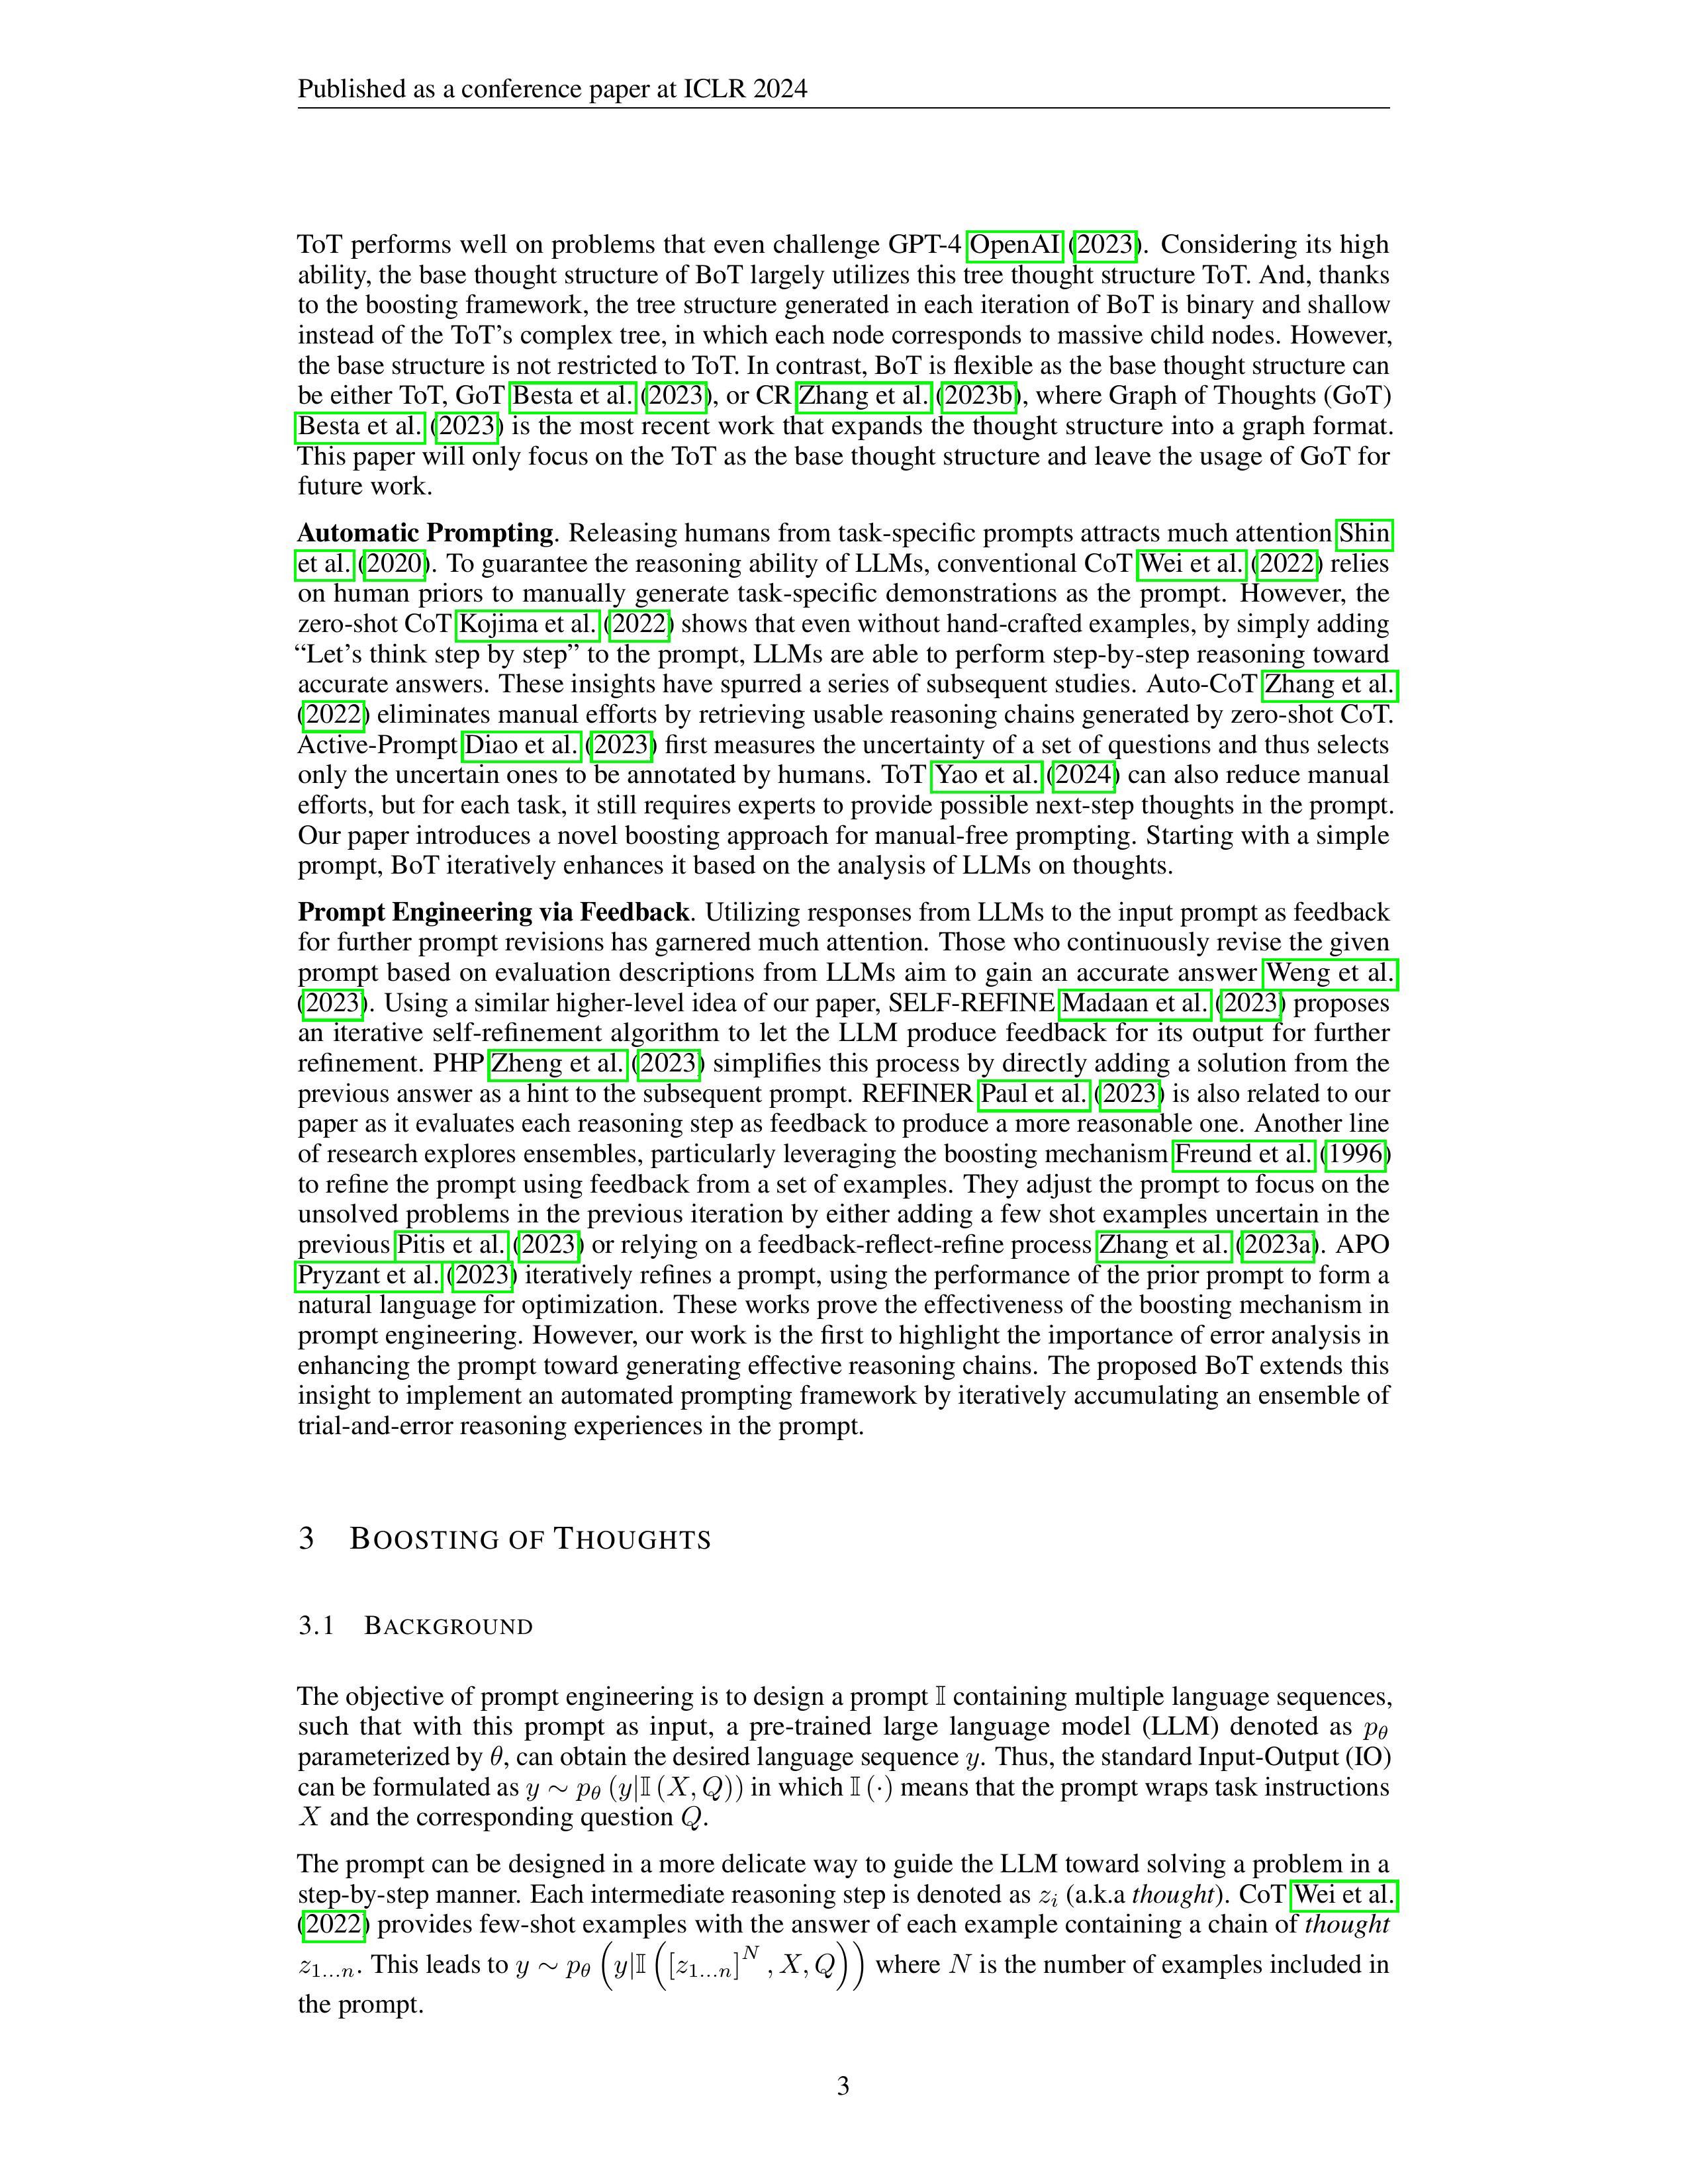 Published as a conference paper at ICLR 2024
ToT performs well on problems that even challenge GPT-4 OpenAI (2023). Considering its high
ability, the base thought structure of BoT largely utilizes this tree thought structure ToT. And, thanks
to the boosting framework, the tree structure generated in each iteration of BoT is binary and shallow
instead of the ToT's complex tree, in which each node corresponds to massive child nodes. However,
the base structure is not restricted to ToT. In contrast, BoT is flexible as the base thought structure can
be either ToT, GoT Besta et al. (2023), or CR Zhang et al. (2023b), where Graph of Thoughts (GoT)
Besta et al. (2023) is the most recent work that expands the thought structure into a graph format.
This paper will only focus on the ToT as the base thought structure and leave the usage of GoT for
future work.
Automatic Prompting. Releasing humans from task-specific prompts attracts much attention Shin
et al. (2020). To guarantee the reasoning ability of LLMs, conventional CoT Wei et al. (2022) relies
on human priors to manually generate task-specific demonstrations as the prompt. However, the
zero-shot CoT Kojima et al. (2022) shows that even without hand-crafted examples, by simply adding
“Let's think step by step” to the prompt, LLMs are able to perform step-by-step reasoning toward
accurate answers. These insights have spurred a series of subsequent studies. Auto-CoT Zhang et al.
(2022) eliminates manual efforts by retrieving usable reasoning chains generated by zero-shot CoT.
Active-Prompt Diao et al. (2023) first measures the uncertainty of a set of questions and thus selects
only the uncertain ones to be annotated by humans. ToT Yao et al. (2024) can also reduce manual
efforts, but for each task, it still requires experts to provide possible next-step thoughts in the prompt.
Our paper introduces a novel boosting approach for manual-free prompting. Starting with a simple
prompt, BoT iteratively enhances it based on the analysis of LLMs on thoughts.
Prompt Engineering via Feedback. Utilizing responses from LLMs to the input prompt as feedback
for further prompt revisions has garnered much attention. Those who continuously revise the given
prompt based on evaluation descriptions from LLMs aim to gain an accurate answer Weng et al.
(2023). Using a similar higher-level idea of our paper, SELF-REFINE Madaan et al. (2023) proposes
an iterative self-refinement algorithm to let the LLM produce feedback for its output for further
refinement. PHP Zheng et al. (2023) simplifies this process by directly adding a solution from the
previous answer as a hint to the subsequent prompt. REFINER Paul et al. (2023) is also related to our
paper as it evaluates each reasoning step as feedback to produce a more reasonable one. Another line
of research explores ensembles, particularly leveraging the boosting mechanism Freund et al. (1996)
to refine the prompt using feedback from a set of examples. They adjust the prompt to focus on the
unsolved problems in the previous iteration by either adding a few shot examples uncertain in the
previous Pitis et al. (2023) or relying on a feedback-reflect-refine process Zhang et al. (2023a). APO
Pryzant et al. (2023) iteratively refines a prompt, using the performance of the prior prompt to form a
natural language for optimization. These works prove the effectiveness of the boosting mechanism in
prompt engineering. However, our work is the first to highlight the importance of error analysis in
enhancing the prompt toward generating effective reasoning chains. The proposed BoT extends this
insight to implement an automated prompting framework by iteratively accumulating an ensemble of
trial-and-error reasoning experiences in the prompt.
3 BOOSTING OF THOUGHTS
3.1 BACKGROUND
The objective of prompt engineering is to design a prompt 𝕀 containing multiple language sequences,
such that with this prompt as input, a pre-trained large language model (LLM) denoted as p_θ
parameterized by θ, can obtain the desired language sequence y. Thus, the standard Input-Output (IO)
can be formulated as y ∼ p_θ (y|𝕀 (X, Q)) in which 𝕀 (·) means that the prompt wraps task instructions
X and the corresponding question Q.
The prompt can be designed in a more delicate way to guide the LLM toward solving a problem in a
step-by-step manner. Each intermediate reasoning step is denoted as z_i (a.k.a thought). CoT Wei et al.
(2022) provides few-shot examples with the answer of each example containing a chain of thought
z_{1...n}. This leads to y ∼ p_θ (y|𝕀 ([z_{1...n}]^N , X, Q)) where N is the number of examples included in
the prompt.
3